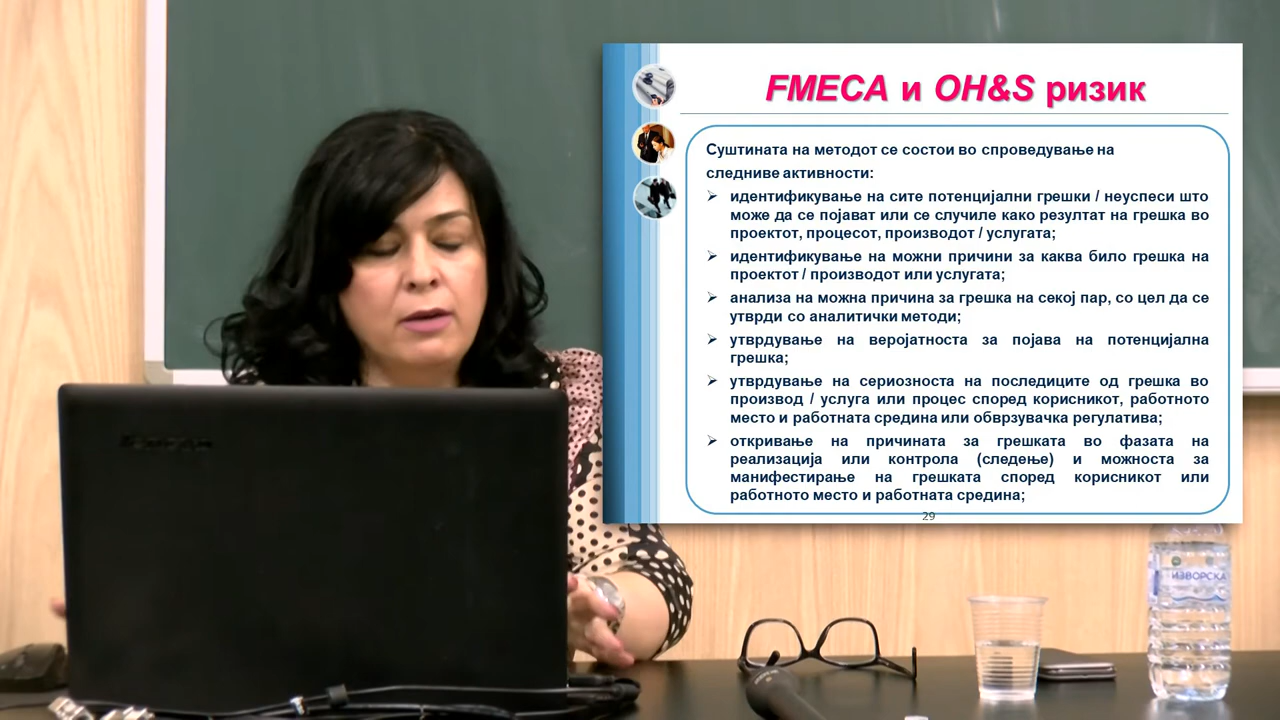 FMECA и OH&S ризик
Суштината на методот се состои во спроведување на
следниве активности:
идентификување на сите потенцијални грешки / неуспеси што
може да се појават или се случиле како резултат на грешка во
проектот, процесот, производот / услугата;
идентификување на можни причини за каква било грешка на
проектот / производот или услугата;
анализа на можна причина за грешка на секој пар, со цел да се
утврди со аналитички методи;
утврдување на веројатноста за појава на потенцијална
грешка;
утврдување на сериозноста на последиците од грешка во
производ / услуга или процес според корисникот, работното
место и работната средина или обврзувачка регулатива;
откривање на причината за грешката во фазата на
реализација или контрола (следење) и можноста за
манифестирање на грешката според корисникот или
работното место и работната средина;
29
ИЗВОРСКА